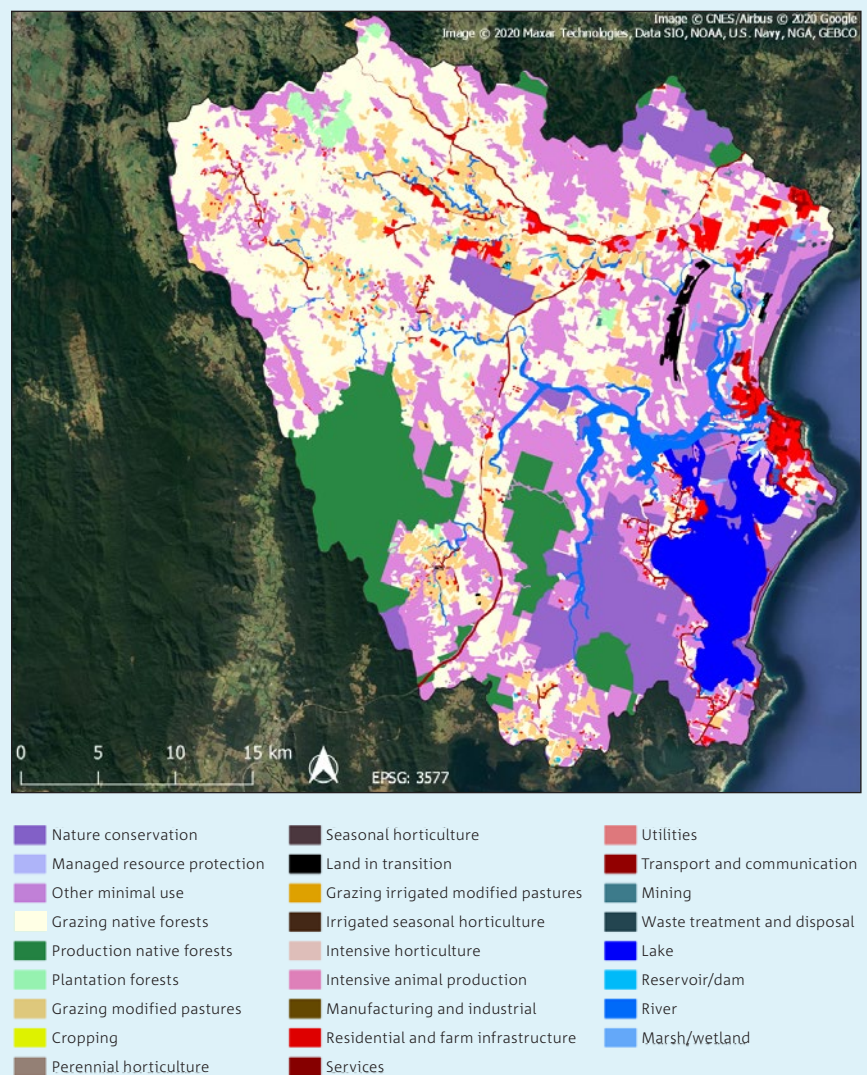 Image © CNES/Airbus © 2020 Google
Image © 2020 Maxar Technologies, Data SIO, NOAA, U.S. Navy, NGA, GEBCO
0 5 10 15 km
EPSG: 3577
Nature conservation
Managed resource protection
Other minimal use
Grazing native forests
Production native forests
Plantation forests
Grazing modified pastures
Cropping
Perennial horticulture
Seasonal horticulture
Land in transition
Grazing irrigated modified pastures
Irrigated seasonal horticulture
Intensive horticulture
Intensive animal production
Manufacturing and industrial
Residential and farm infrastructure
Services
Utilities
Transport and communication
Mining
Waste treatment and disposal
Lake
Reservoir/dam
River
Marsh/wetland